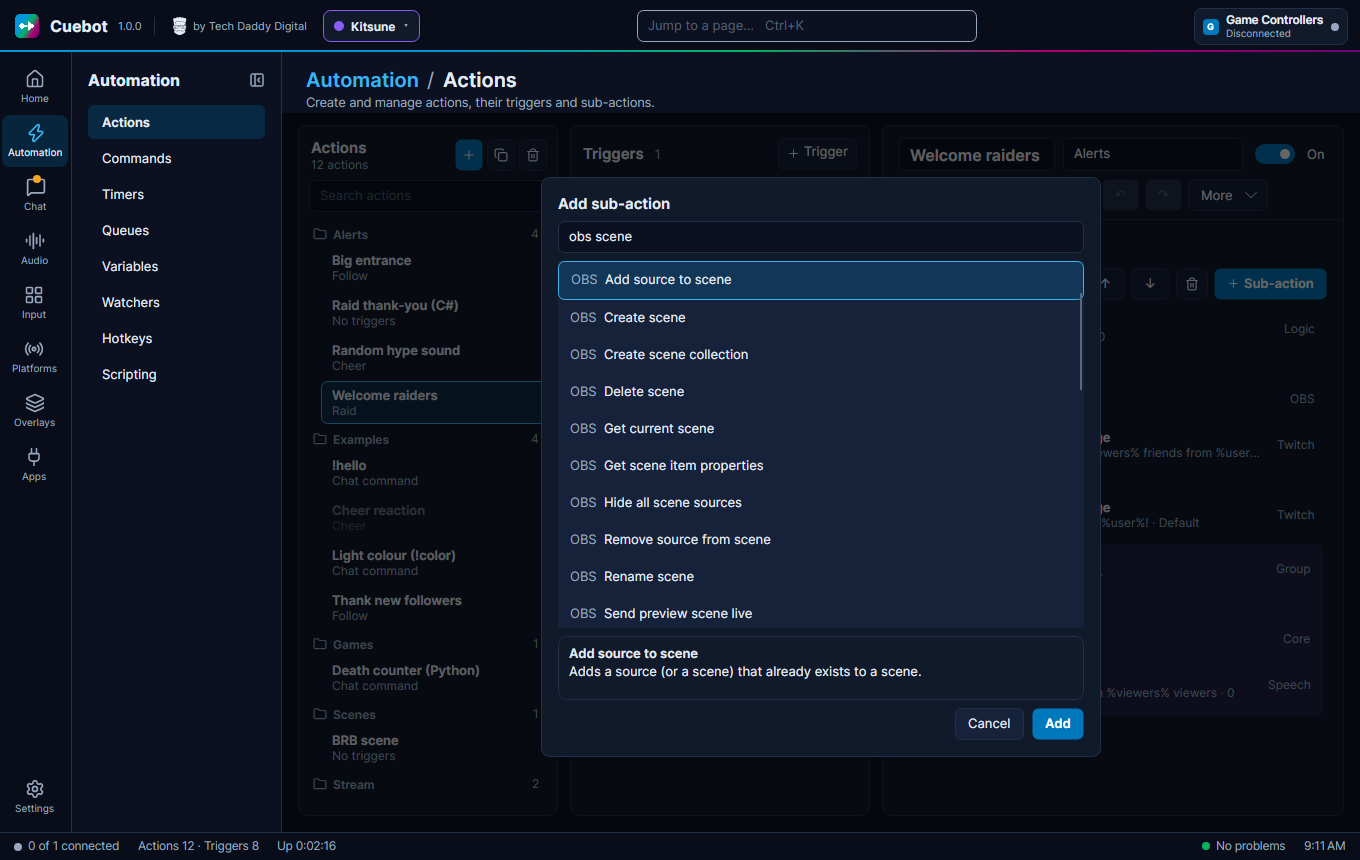 Cuebot 1.0.0 by Tech Daddy Digital Kitsune
Jump to a page... Ctrl+K
G Game Controllers
Disconnected
Home
Automation
Chat
Audio
Input
Platforms
Overlays
Apps
Settings
Automation
Actions
Commands
Timers
Queues
Variables
Watchers
Hotkeys
Scripting
Automation / Actions
Create and manage actions, their triggers and sub-actions.
Actions
12 actions
Search actions
Alerts 4
Big entrance
Follow
Raid thank-you (C#)
No triggers
Random hype sound
Cheer
Welcome raiders
Raid
Examples 4
!hello
Chat command
Cheer reaction
Cheer
Light colour (!color)
Chat command
Thank new followers
Follow
Games 1
Death counter (Python)
Chat command
Scenes 1
BRB scene
No triggers
Stream 2
Triggers 1
+ Trigger
Welcome raiders
Alerts
On
More
+ Sub-action
Logic
OBS
Twitch
viewers% friends from %user...
Twitch
%user%! · Default
Group
Core
Speech
%viewers% viewers · 0
Add sub-action
obs scene
OBS Add source to scene
OBS Create scene
OBS Create scene collection
OBS Delete scene
OBS Get current scene
OBS Get scene item properties
OBS Hide all scene sources
OBS Remove source from scene
OBS Rename scene
OBS Send preview scene live
Add source to scene
Adds a source (or a scene) that already exists to a scene.
Cancel
Add
0 of 1 connected
Actions 12 · Triggers 8
Up 0:02:16
No problems
9:11 AM